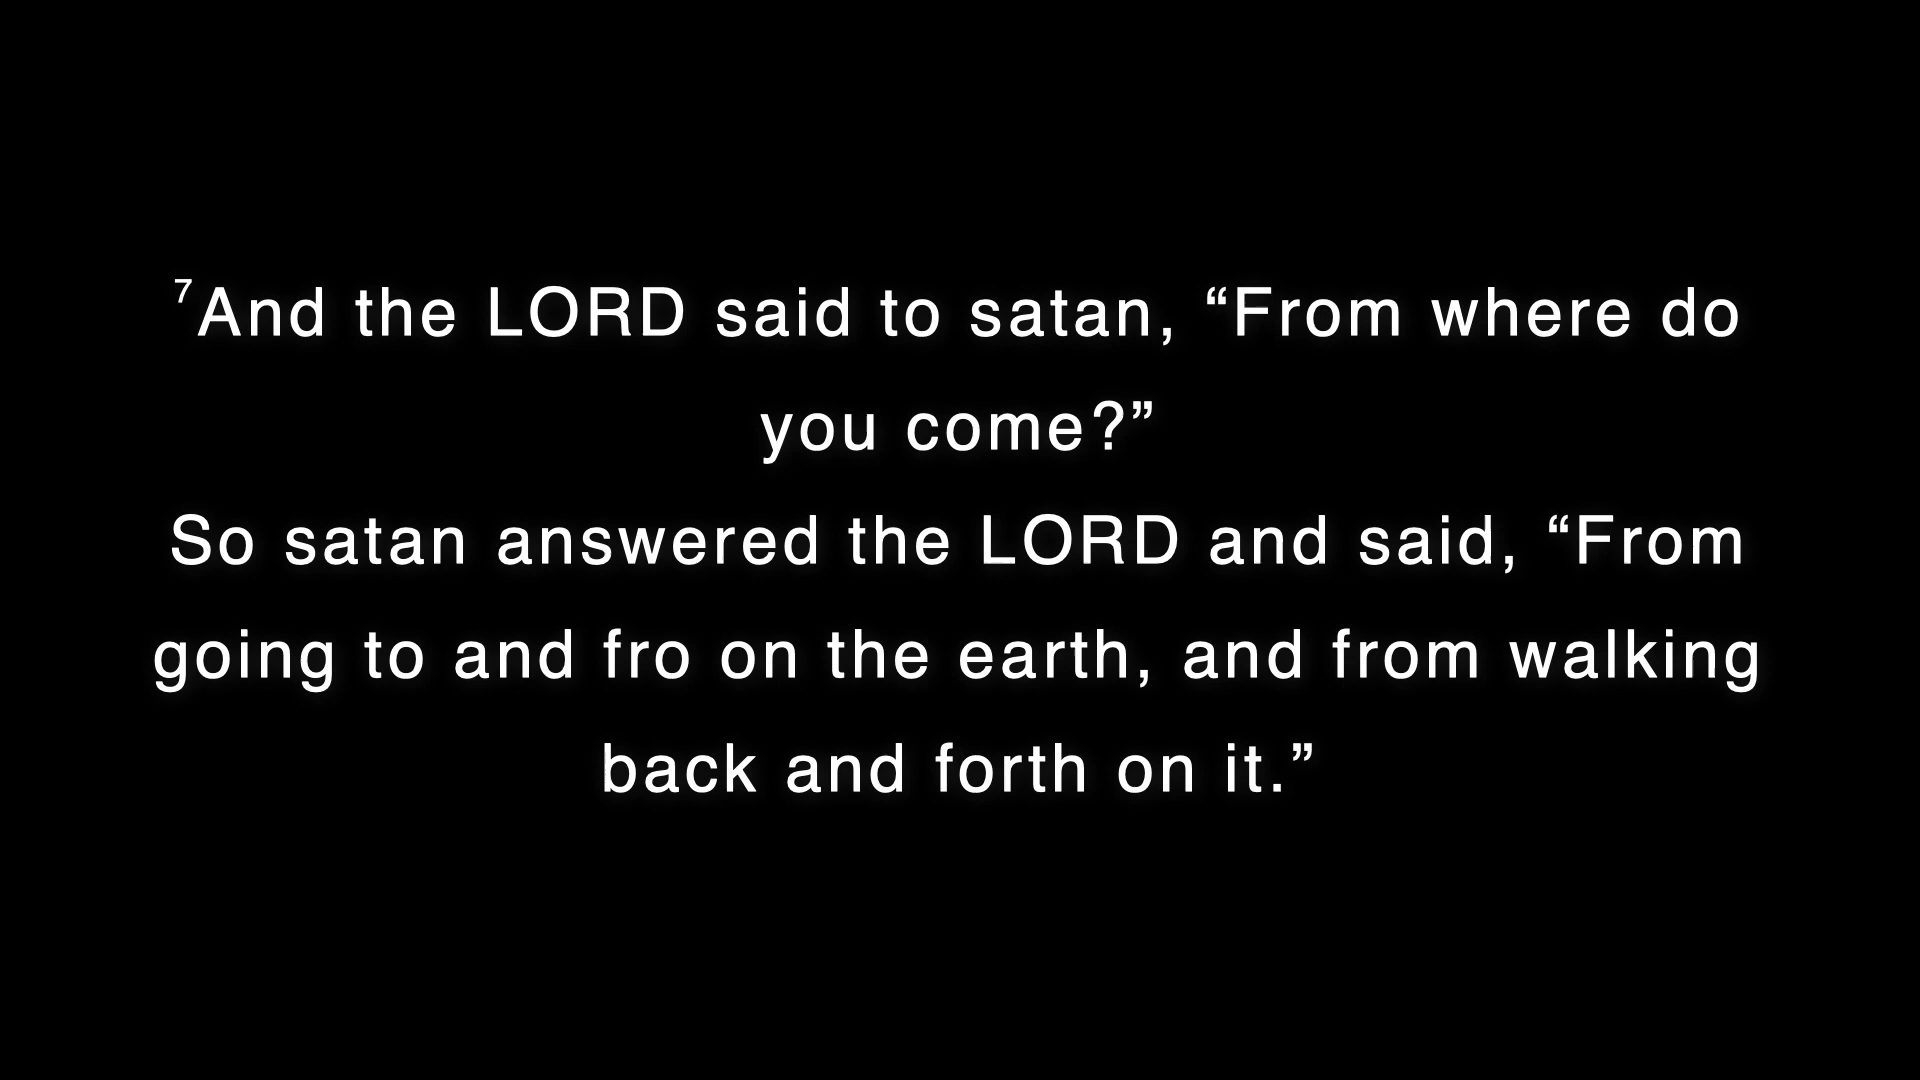 ⁷And the LORD said to satan, “From where do
you come?”
So satan answered the LORD and said, “From
going to and fro on the earth, and from walking
back and forth on it.”